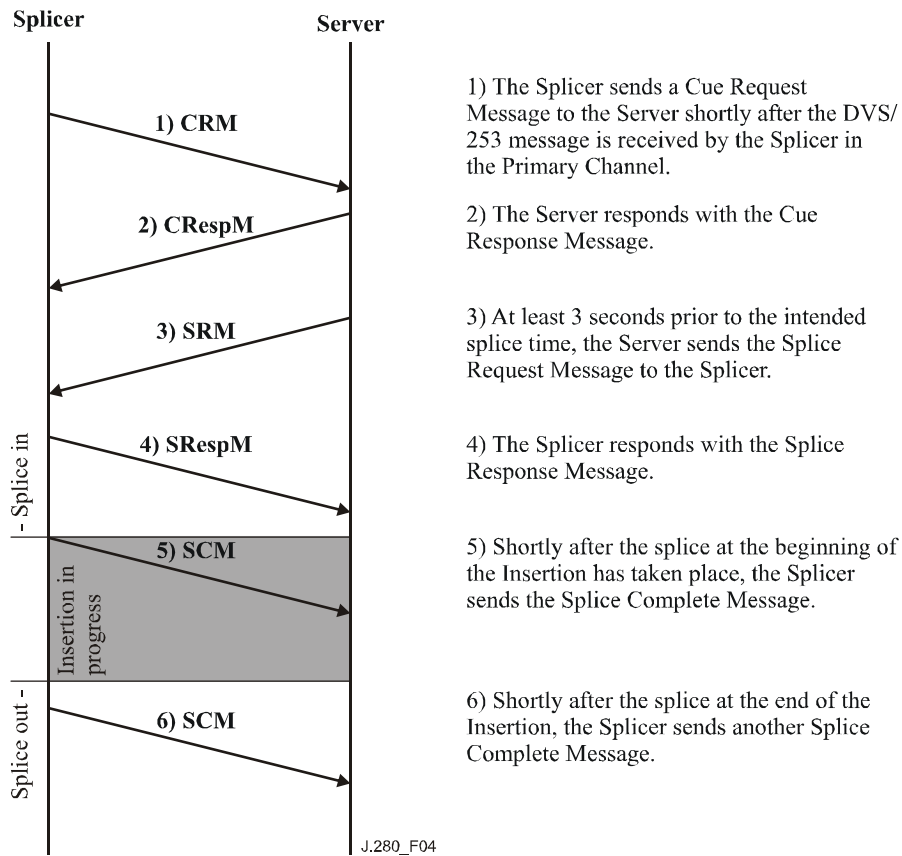 Splicer
Server
1) CRM
1) The Splicer sends a Cue Request
Message to the Server shortly after the DVS/
253 message is received by the Splicer in
the Primary Channel.
2) CRespM
2) The Server responds with the Cue
Response Message.
3) SRM
3) At least 3 seconds prior to the intended
splice time, the Server sends the Splice
Request Message to the Splicer.
4) SRespM
4) The Splicer responds with the Splice
Response Message.
- Splice in
5) SCM
5) Shortly after the splice at the beginning of
the Insertion has taken place, the Splicer
sends the Splice Complete Message.
Insertion in
progress
6) SCM
6) Shortly after the splice at the end of the
Insertion, the Splicer sends another Splice
Complete Message.
Splice out -
J.280_F04